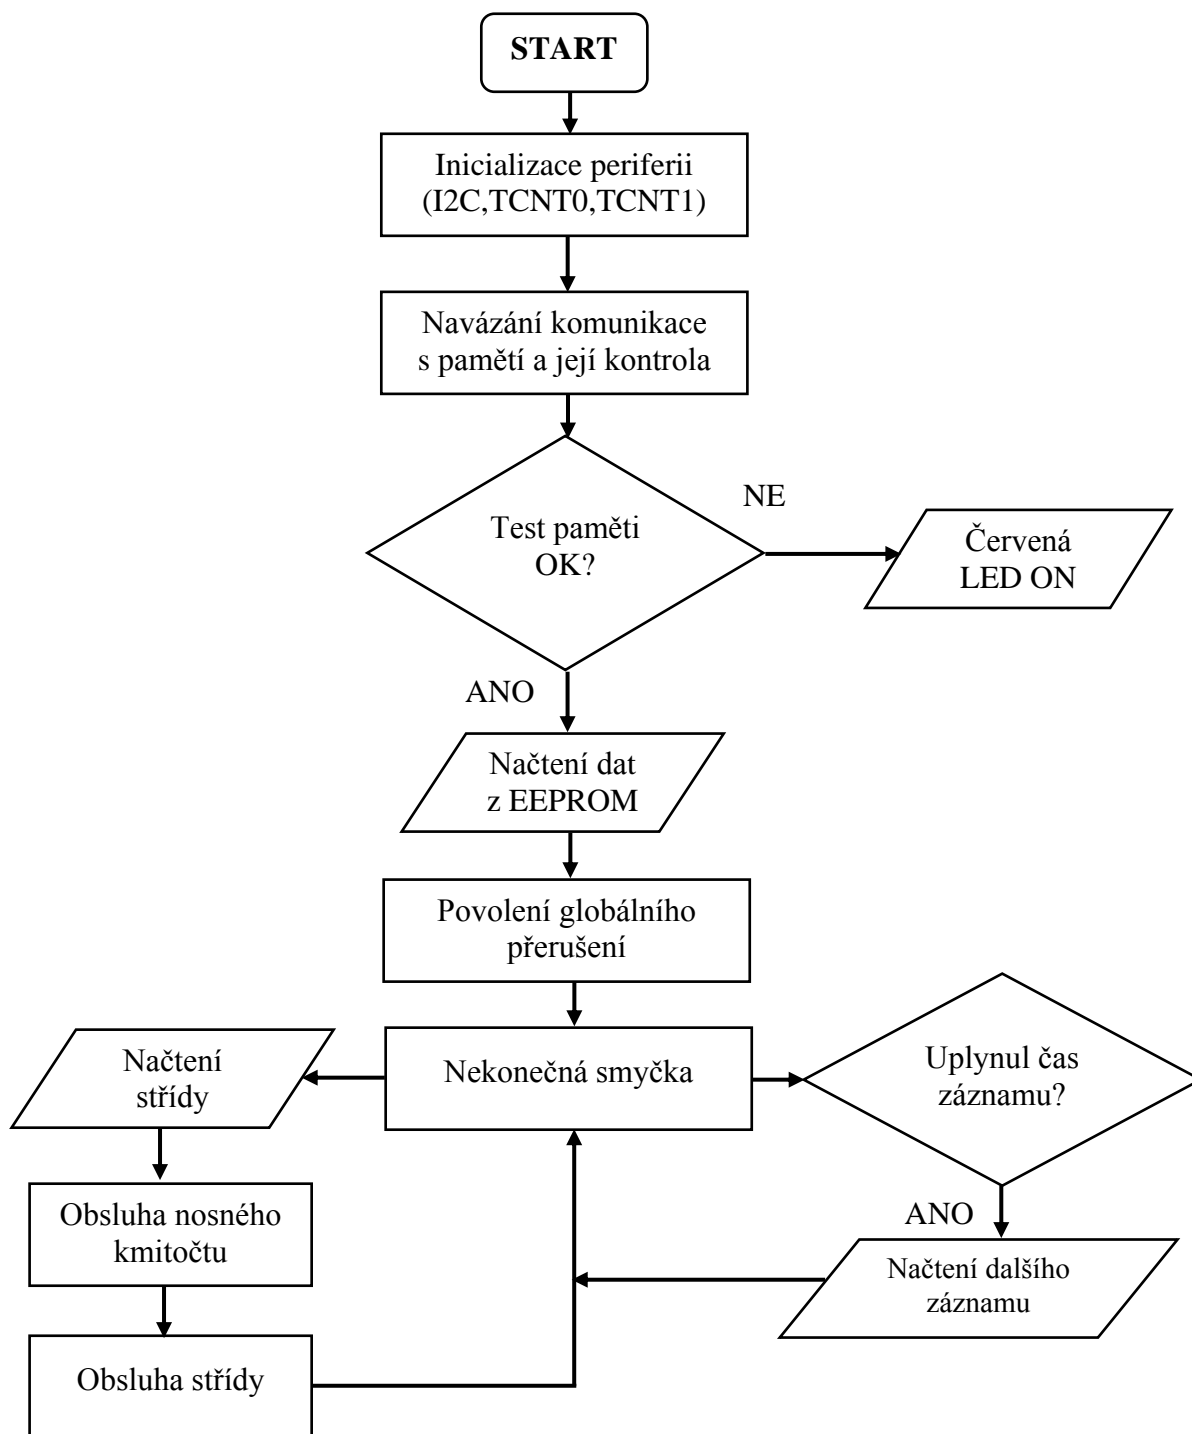 START
Inicializace periferii
(I2C,TCNT0,TCNT1)
Navázání komunikace
s pamětí a její kontrola
Test paměti
OK?
NE
Červená
LED ON
ANO
Načtení dat
z EEPROM
Povolení globálního
přerušení
Nekonečná smyčka
Načtení
střídy
Uplynul čas
záznamu?
Obsluha nosného
kmitočtu
ANO
Načtení dalšího
záznamu
Obsluha střídy